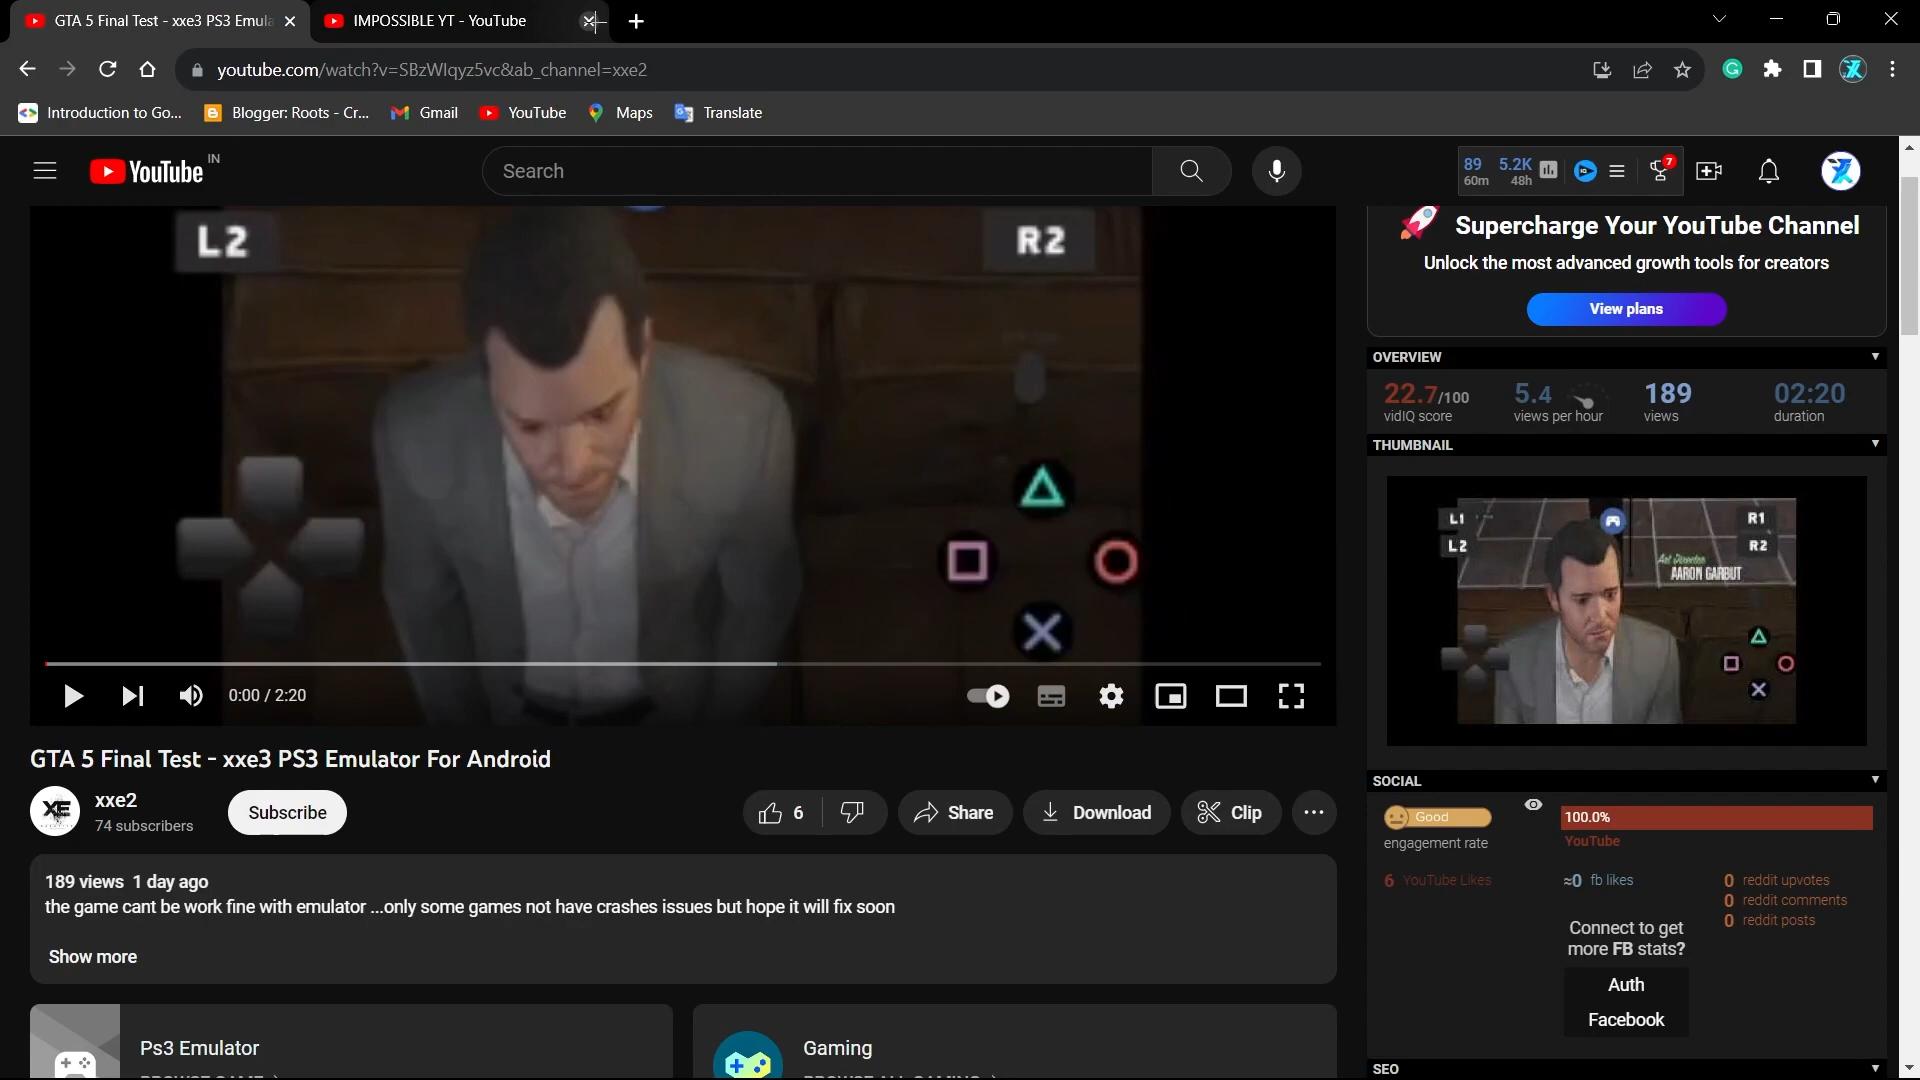 GTA 5 Final Test - xxe3 PS3 Emula
IMPOSSIBLE YT - YouTube
youtube.com/watch?v=SBzWlqyz5vc&ab_channel=xxe2
Introduction to Go...
Blogger: Roots - Cr...
Gmail
YouTube
Maps
Translate
YouTube IN
Search
89 5.2K
60m 48h
7
L2
R2
Supercharge Your YouTube Channel
Unlock the most advanced growth tools for creators
View plans
OVERVIEW
22.7/100 5.4 189 02:20
vidIQ score views per hour views duration
THUMBNAIL
L1 R1
L2 R2
Art Director
AARON GARBUT
0:00 / 2:20
GTA 5 Final Test - xxe3 PS3 Emulator For Android
xxe2
74 subscribers
Subscribe
6
Share
Download
Clip
SOCIAL
Good
engagement rate
100.0%
YouTube
6 YouTube Likes
≈0 fb likes
0 reddit upvotes
0 reddit comments
0 reddit posts
Connect to get
more FB stats?
Auth
Facebook
189 views 1 day ago
the game cant be work fine with emulator ...only some games not have crashes issues but hope it will fix soon
Show more
Ps3 Emulator
Gaming
SEO